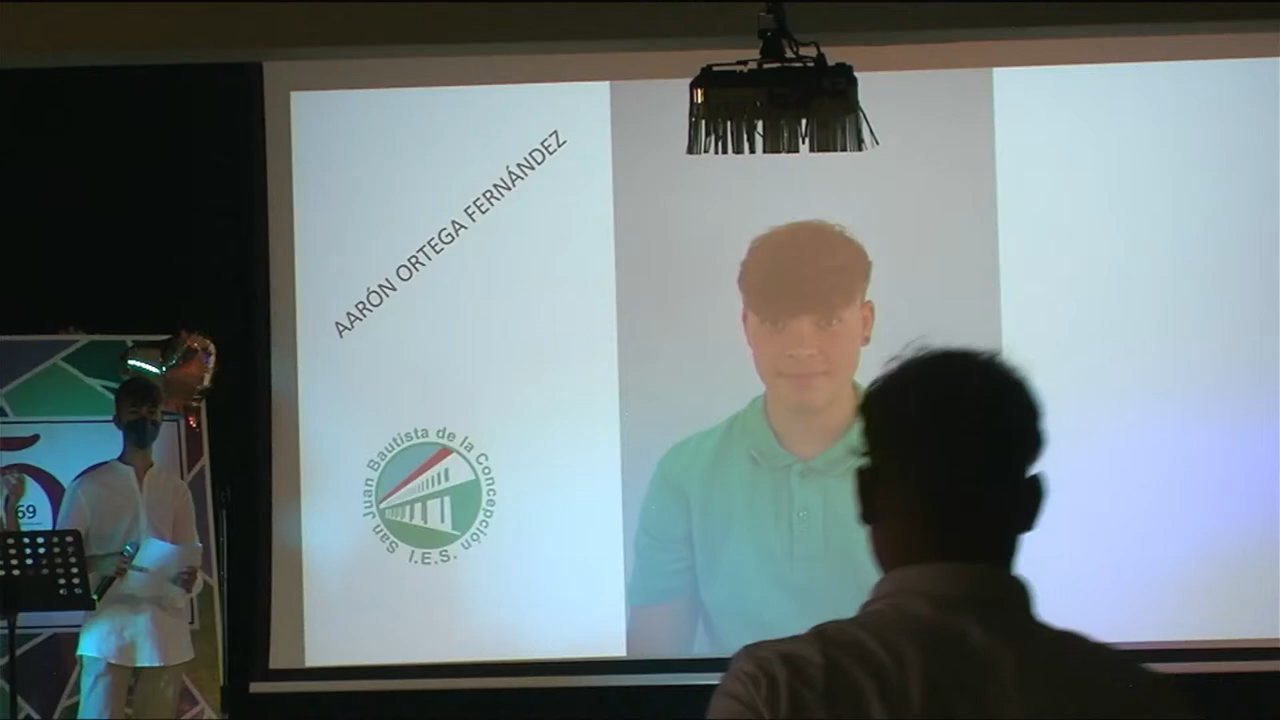 AARÓN ORTEGA FERNÁNDEZ
San Juan Bautista de la Concepción
I.E.S.
69